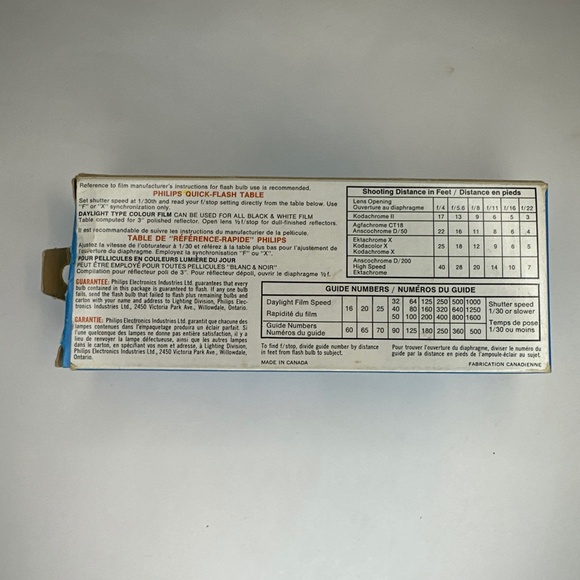 Reference to film manufacturer's instructions for flash bulb use is recommended.
PHILIPS QUICK-FLASH TABLE
Set shutter speed at 1/30th and read your f/stop setting directly from the table below. Use
"F" or "X" synchronization only.
DAYLIGHT TYPE COLOUR FILM CAN BE USED FOR ALL BLACK & WHITE FILM
Table computed for 3" polished reflector. Open lens ½ f/stop for dull-finished reflectors.
Il est recommandable de suivre les instructions du manufacturier de la pellicule.
TABLE DE "RÉFÉRENCE-RAPIDE" PHILIPS
Ajustez la vitesse de l'obturateur à 1/30 et référez à la table plus bas pour l'ajustement de
l'ouverture du diaphragme. Employez la synchronisation "F" ou "X".
POUR PELLICULES EN COULEURS LUMIÈRE DU JOUR
PEUT ÊTRE EMPLOYÉ POUR TOUTES PELLICULES "BLANC & NOIR"
Compilation pour réflecteur poli de 3". Pour réflecteur dépoli, ouvrir le diaphragme ½ f.
GUARANTEE: Philips Electronics Industries Ltd. guarantees that every
bulb contained in this package is guaranteed to flash. If any one bulb
fails, send the flash bulb that failed to flash plus remaining bulbs and
carton with your name and address to Lighting Division, Philips Elec-
tronics Industries Ltd., 2450 Victoria Park Ave., Willowdale, Ontario.
GARANTIE: Philips Electronics Industries Ltd. garantit que chacune des
lampes contenues dans l'empaquetage produira un éclair parfait. Si
l'une quelconque des lampes ne donne pas entière satisfaction, il y a
lieu de renvoyer la lampe défectueuse, ainsi que les autres lampes
dans le carton, en spécifiant vos nom et adresse, à Lighting Division,
Philips Electronics Industries Ltd., 2450 Victoria Park Ave., Willowdale,
Ontario.
Shooting Distance in Feet / Distance en pieds
Lens Opening
Ouverture au diaphragme f/4 f/5·6 f/8 f/11 f/16 f/22
Kodachrome II 17 13 9 6 5 3
Agfachrome CT18
Anscochrome D/50 22 16 11 8 6 4
Ektachrome X
Kodacolor X
Kodachrome X 25 18 12 9 6 5
Anscochrome D/200
High Speed
Ektachrome 40 28 20 14 10 7
GUIDE NUMBERS / NUMÉROS DU GUIDE
Daylight Film Speed
Rapidité du film
16 20 25
32 64 125 250 500 1000
40 80 160 320 640 1250
50 100 200 400 800 1600
Shutter speed
1/30 or slower
Guide Numbers
Numéros du guide
60 65 70 90 125 180 250 360 500
Temps de pose
1/30 ou moins
To find f/stop, divide guide number by distance
in feet from flash bulb to subject.
Pour trouver l'ouverture du diaphragme, diviser le numéro du
guide par la distance en pieds de l'ampoule-éclair au sujet.
MADE IN CANADA
FABRICATION CANADIENNE